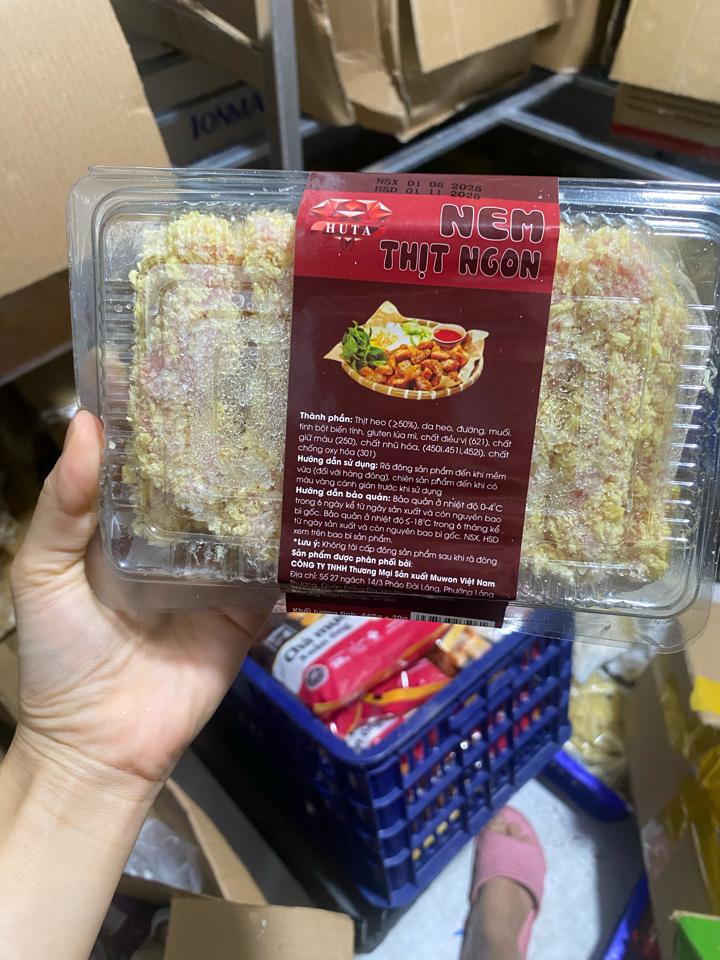 IONMA
NSX 01 05 2025
HSD 01 11 2025
HUTA
NEM
THỊT NGON
Thành phần: Thịt heo (≥50%), da heo, đường, muối,
tinh bột biến tính, gluten lúa mì, chất điều vị (621), chất
giữ màu (250), chất nhũ hóa, (450i,451i,452i), chất
chống oxy hóa (301)
Hướng dẫn sử dụng: Rã đông sản phẩm đến khi mềm
vừa (đối với hàng đông), chiên sản phẩm đến khi có
màu vàng cánh gián trước khi sử dụng
Hướng dẫn bảo quản: Bảo quản ở nhiệt độ 0-4°C
trong 6 ngày kể từ ngày sản xuất và còn nguyên bao
bì gốc. Bảo quản ở nhiệt độ ≤-18°C trong 6 tháng kể
từ ngày sản xuất và còn nguyên bao bì gốc. NSX, HSD
xem trên bao bì sản phẩm.
*Lưu ý: Không tái cấp đông sản phẩm sau khi rã đông
Sản phẩm được phân phối bởi:
CÔNG TY TNHH Thương Mại Sản xuất Muwon Việt Nam
Địa chỉ: Số 27 ngách 14/3 Pháo Đài Láng, Phường Láng
Khối lượng tịnh: